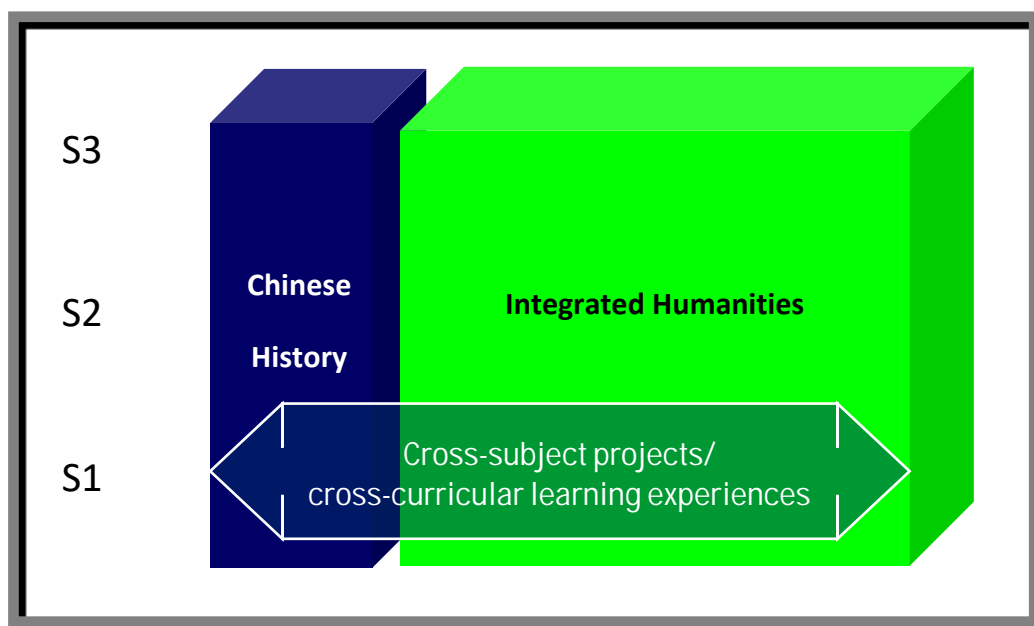 S3
Chinese
History
Integrated Humanities
S2
Cross-subject projects/
cross-curricular learning experiences
S1